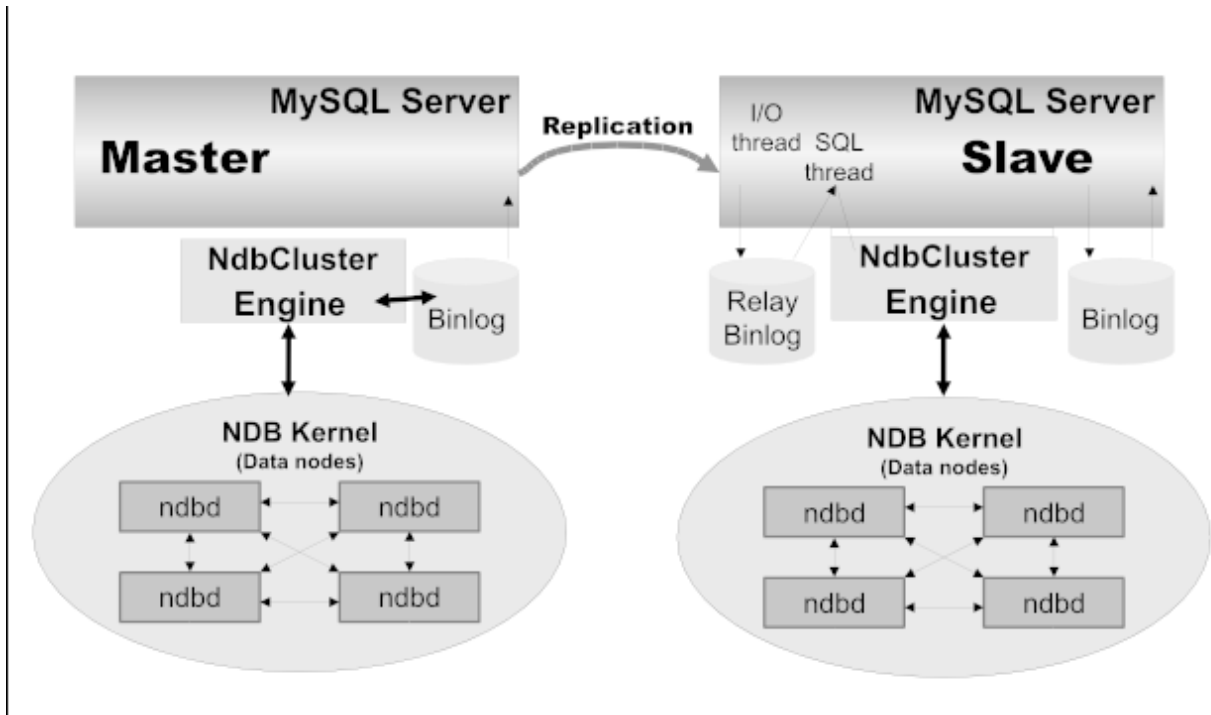 MySQL Server
Master
Replication
MySQL Server
I/O
thread
SQL
thread
Slave
NdbCluster
Engine
Binlog
Relay
Binlog
NdbCluster
Engine
Binlog
NDB Kernel
(Data nodes)
ndbd
ndbd
ndbd
ndbd
NDB Kernel
(Data nodes)
ndbd
ndbd
ndbd
ndbd